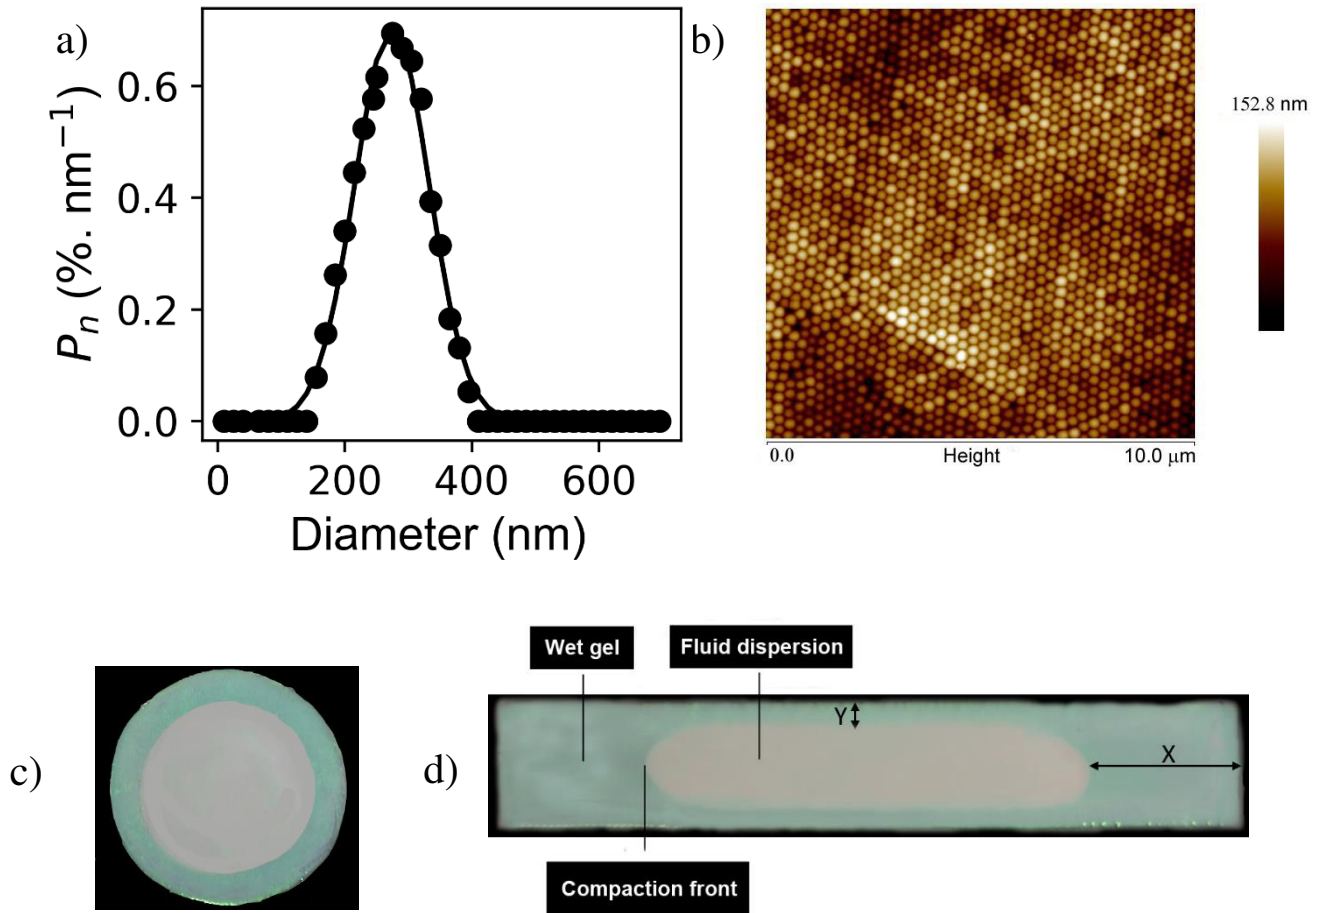 a)
0.6
0.4
0.2
0.0
Pₙ (%. nm⁻¹)
0 200 400 600
Diameter (nm)
b)
152.8 nm
0.0 Height 10.0 µm
c)
d)
Wet gel
Fluid dispersion
Y
X
Compaction front